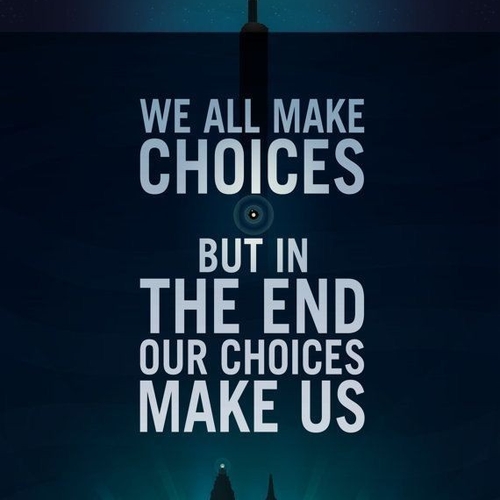 WE ALL MAKE
CHOICES
BUT IN
THE END
OUR CHOICES
MAKE US